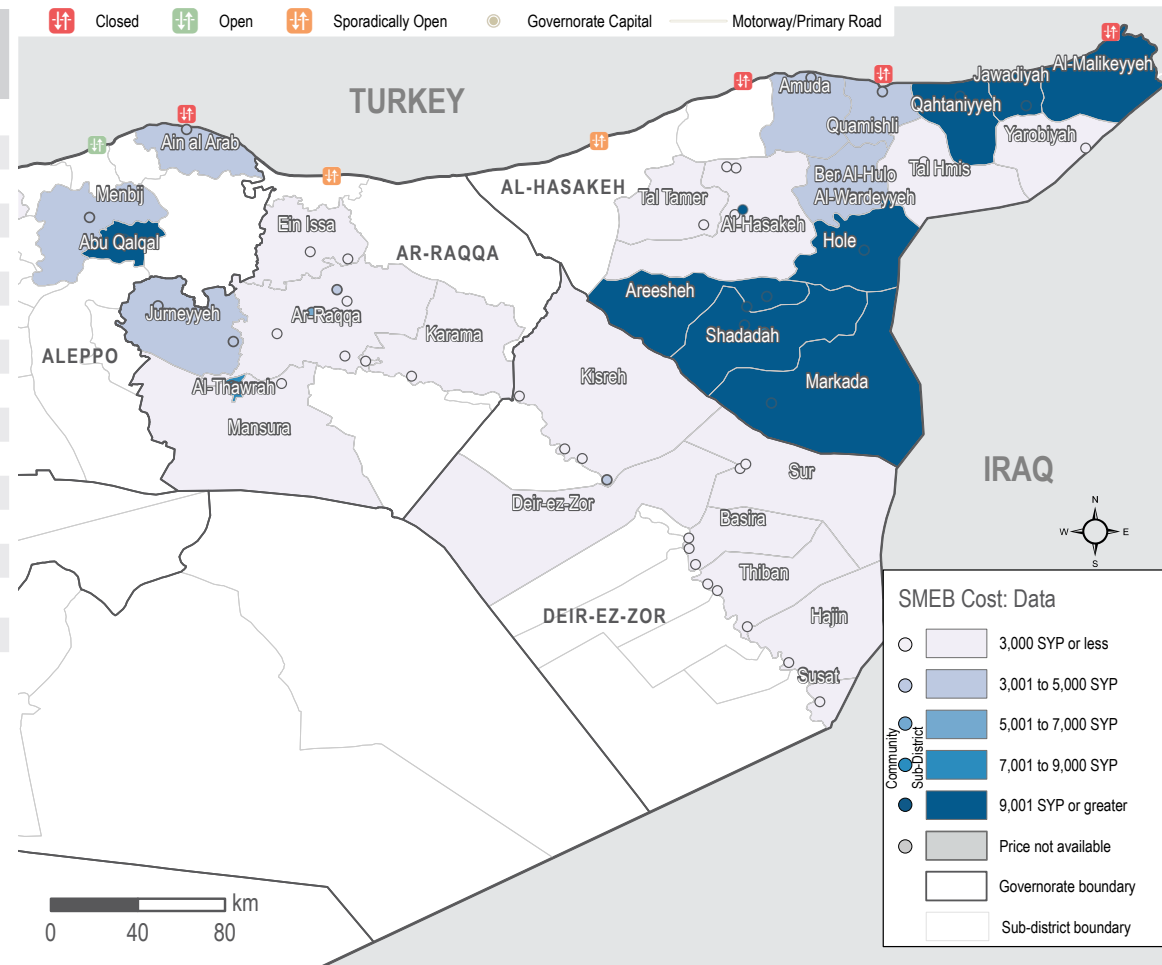 Closed
Open
Sporadically Open
Governorate Capital
Motorway/Primary Road
TURKEY
Al-Malikeyyeh
Jawadiyah
Qahtaniyyeh
Amuda
Quamishli
Yarobiyah
Ain al Arab
Ber Al-Hulo
Al-Wardeyyeh
Tal Hmis
AL-HASAKEH
Menbij
Tal Tamer
Al-Hasakeh
Ein Issa
Abu Qalqal
Hole
AR-RAQQA
Areesheh
Jurneyyeh
Ar-Raqqa
Karama
Shadadah
ALEPPO
Kisreh
Markada
Al-Thawrah
Mansura
Sur
IRAQ
Deir-ez-Zor
Basira
N
W
E
S
Thiban
DEIR-EZ-ZOR
Hajin
Susat
SMEB Cost: Data
Community
Sub-District
3,000 SYP or less
3,001 to 5,000 SYP
5,001 to 7,000 SYP
7,001 to 9,000 SYP
9,001 SYP or greater
Price not available
Governorate boundary
Sub-district boundary
km
0 40 80